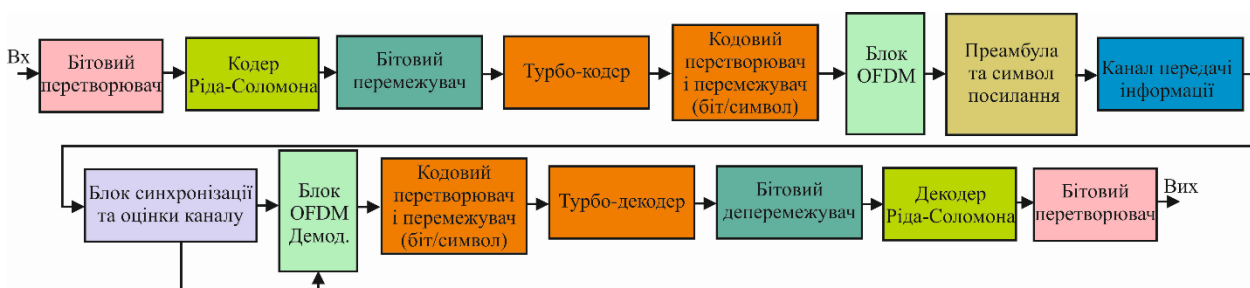 Вх
Бітовий
перетворювач
Кодер
Ріда-Соломона
Бітовий
перемежувач
Турбо-кодер
Кодовий
перетворювач
і перемежувач
(біт/символ)
Блок
OFDM
Преамбула
та символ
посилання
Канал передачі
інформації
Блок синхронізації
та оцінки каналу
Блок
OFDM
Демод.
Кодовий
перетворювач
і перемежувач
(біт/символ)
Турбо-декодер
Бітовий
деперемежувач
Декодер
Ріда-Соломона
Бітовий
перетворювач
Вих